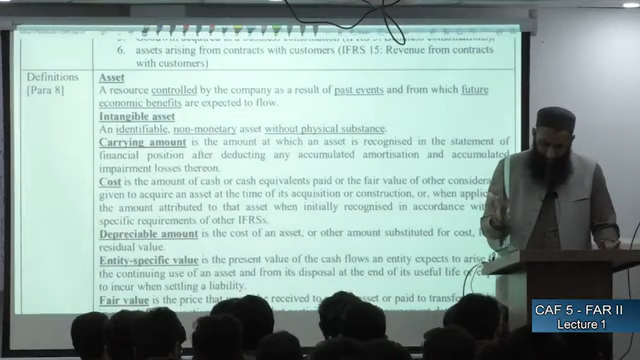 6. assets arising from contracts with customers (IFRS 15: Revenue from contracts
with customers)
Definitions
[Para 8]
Asset
A resource controlled by the company as a result of past events and from which future
economic benefits are expected to flow.
Intangible asset
An identifiable, non-monetary asset without physical substance.
Carrying amount is the amount at which an asset is recognised in the statement of
financial position after deducting any accumulated amortisation and accumulated
impairment losses thereon.
Cost is the amount of cash or cash equivalents paid or the fair value of other
given to acquire an asset at the time of its acquisition or construction, or, when
the amount attributed to that asset when initially recognised in accordance
specific requirements of other IFRSs.
Depreciable amount is the cost of an asset, or other amount substituted for cost,
residual value.
Entity-specific value is the present value of the cash flows an entity expects to arise
the continuing use of an asset and from its disposal at the end of its useful life or
to incur when settling a liability.
Fair value is the price that received to asset or paid to
CAF 5 - FAR II
Lecture 1